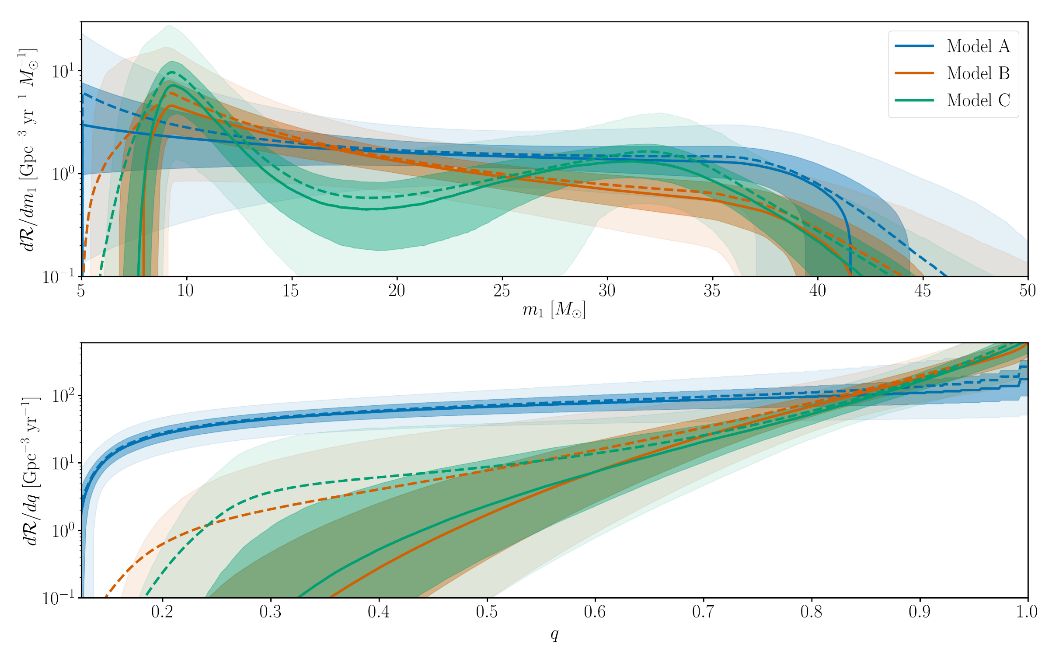 dR/dm₁ [Gpc⁻³ yr⁻¹ M☉⁻¹]
10¹
10⁰
10⁻¹
Model A
Model B
Model C
5 10 15 20 25 30 35 40 45 50
m₁ [M☉]
dR/dq [Gpc⁻³ yr⁻¹]
10²
10¹
10⁰
10⁻¹
0.2 0.3 0.4 0.5 0.6 0.7 0.8 0.9 1.0
q